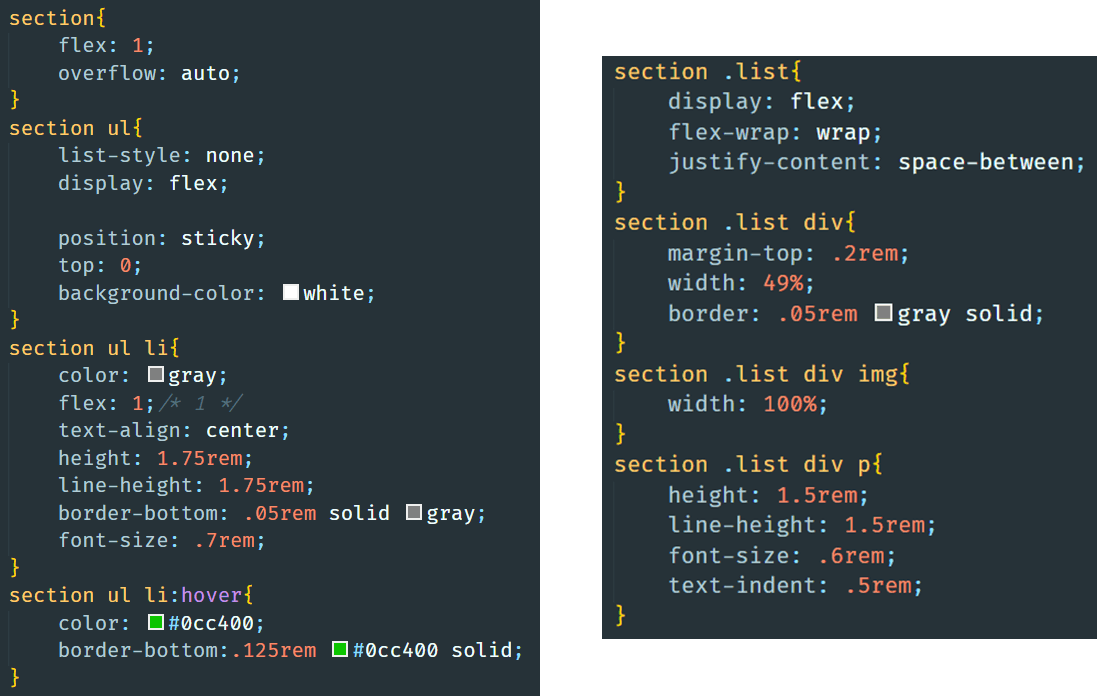 section{
    flex: 1;
    overflow: auto;
}
section ul{
    list-style: none;
    display: flex;

    position: sticky;
    top: 0;
    background-color: white;
}
section ul li{
    color: gray;
    flex: 1;/* 1 */
    text-align: center;
    height: 1.75rem;
    line-height: 1.75rem;
    border-bottom: .05rem solid gray;
    font-size: .7rem;
}
section ul li:hover{
    color: #0cc400;
    border-bottom:.125rem #0cc400 solid;
}
section .list{
    display: flex;
    flex-wrap: wrap;
    justify-content: space-between;
}
section .list div{
    margin-top: .2rem;
    width: 49%;
    border: .05rem gray solid;
}
section .list div img{
    width: 100%;
}
section .list div p{
    height: 1.5rem;
    line-height: 1.5rem;
    font-size: .6rem;
    text-indent: .5rem;
}